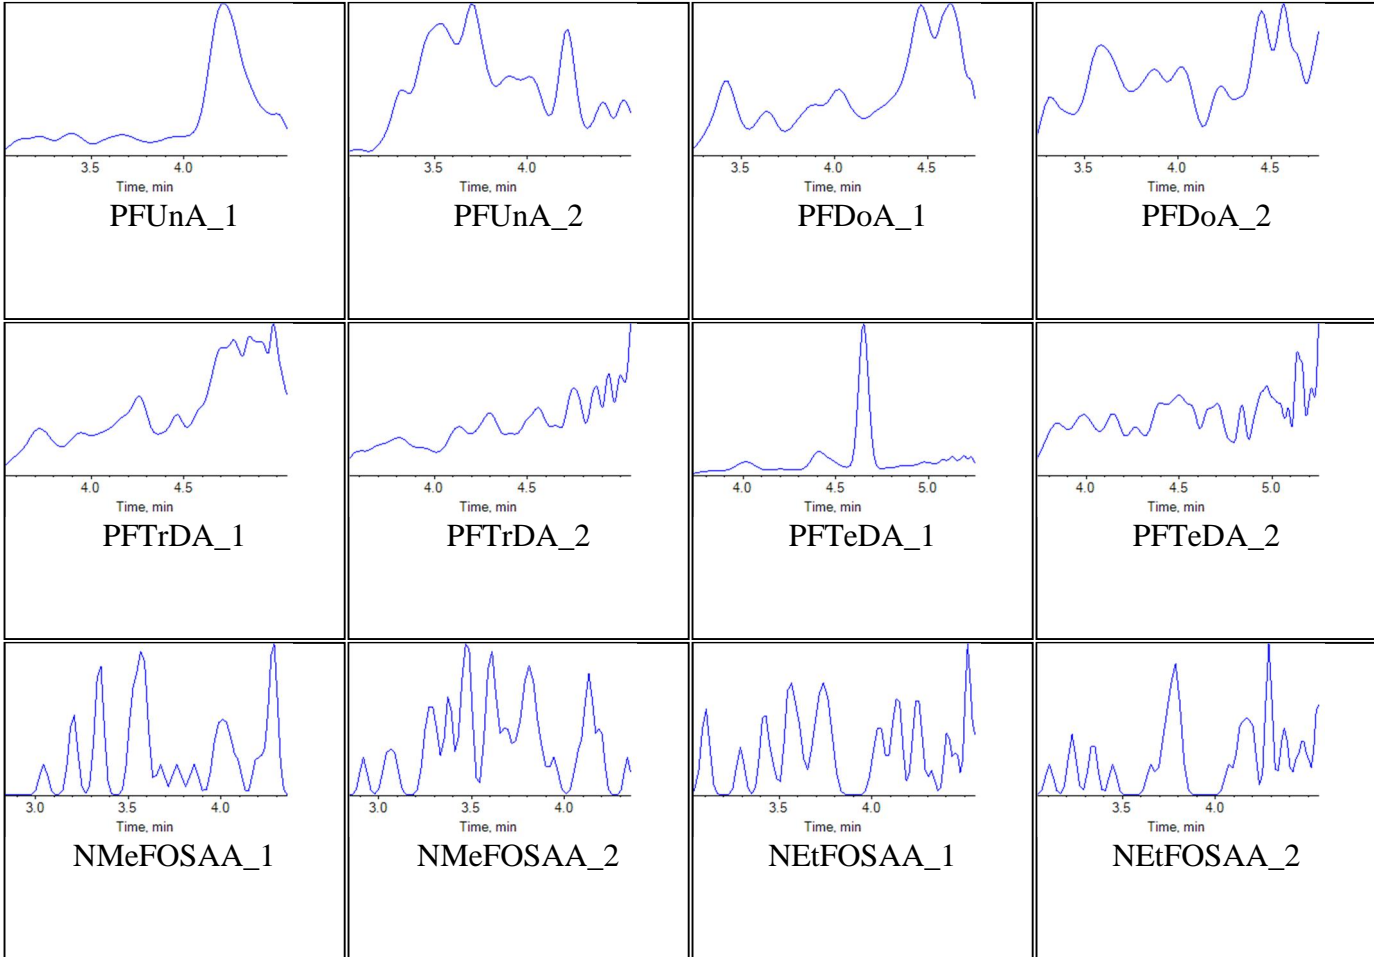 3.5 4.0
Time, min
PFUnA_1
3.5 4.0
Time, min
PFUnA_2
3.5 4.0 4.5
Time, min
PFDoA_1
3.5 4.0 4.5
Time, min
PFDoA_2
4.0 4.5
Time, min
PFTrDA_1
4.0 4.5
Time, min
PFTrDA_2
4.0 4.5 5.0
Time, min
PFTeDA_1
4.0 4.5 5.0
Time, min
PFTeDA_2
3.0 3.5 4.0
Time, min
NMeFOSAA_1
3.0 3.5 4.0
Time, min
NMeFOSAA_2
3.5 4.0
Time, min
NEtFOSAA_1
3.5 4.0
Time, min
NEtFOSAA_2